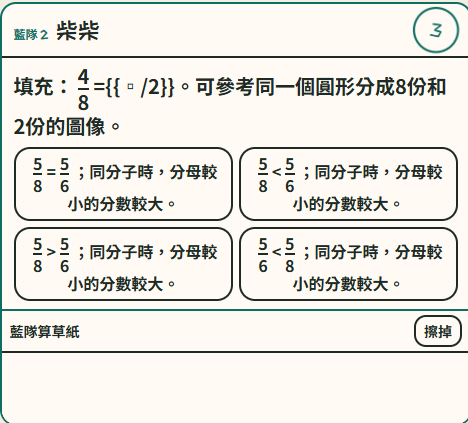 藍隊 2 柴柴
3
填充：4/8={{ ▫ /2}}。可參考同一個圓形分成8份和
2份的圖像。
5/8=5/6；同分子時，分母較
小的分數較大。
5/8<5/6；同分子時，分母較
小的分數較大。
5/8>5/6；同分子時，分母較
小的分數較大。
5/6<5/8；同分子時，分母較
小的分數較大。
藍隊算草紙
擦掉